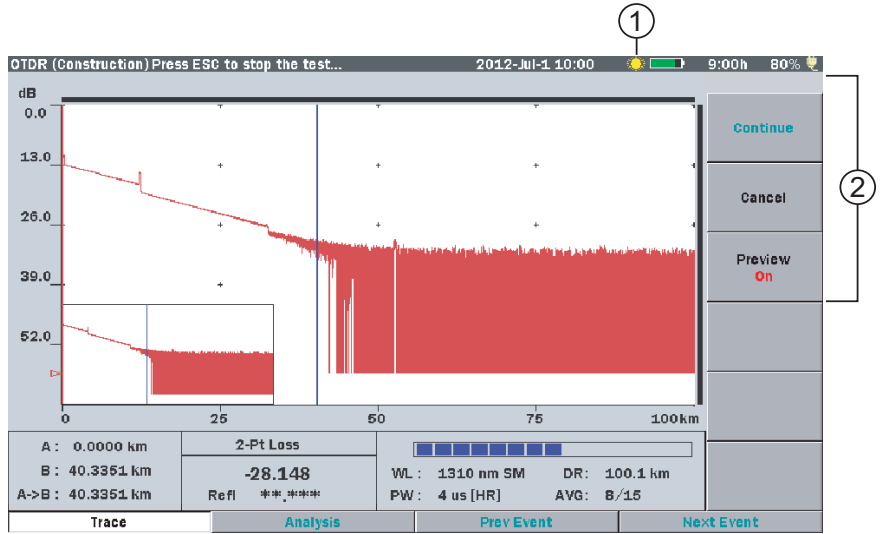 1
OTDR (Construction) Press ESC to stop the test... 2012-Jul-1 10:00 9:00h 80%
dB
0.0
13.0
26.0
39.0
52.0
0 25 50 75 100km
Continue
Cancel
Preview
On
2
A : 0.0000 km
B : 40.3351 km
A->B : 40.3351 km
2-Pt Loss
-28.148
Refl **.***
WL : 1310 nm SM DR: 100.1 km
PW : 4 us [HR] AVG: 8/15
Trace Analysis Prev Event Next Event